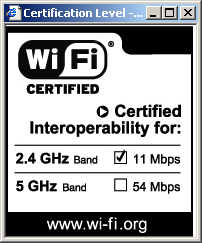 Certification Level -...
Wi Fi
CERTIFIED
Certified
Interoperability for:
2.4 GHz Band 11 Mbps
5 GHz Band 54 Mbps
www.wi-fi.org